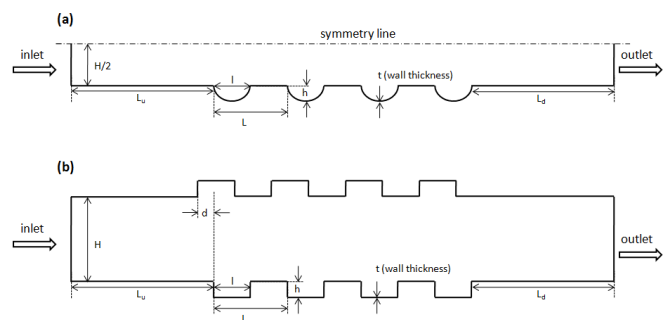 (a)
symmetry line
inlet
H/2
l
h
t (wall thickness)
outlet
Lu
L
Ld
(b)
d
inlet
H
t (wall thickness)
outlet
Lu
l
h
Ld
L